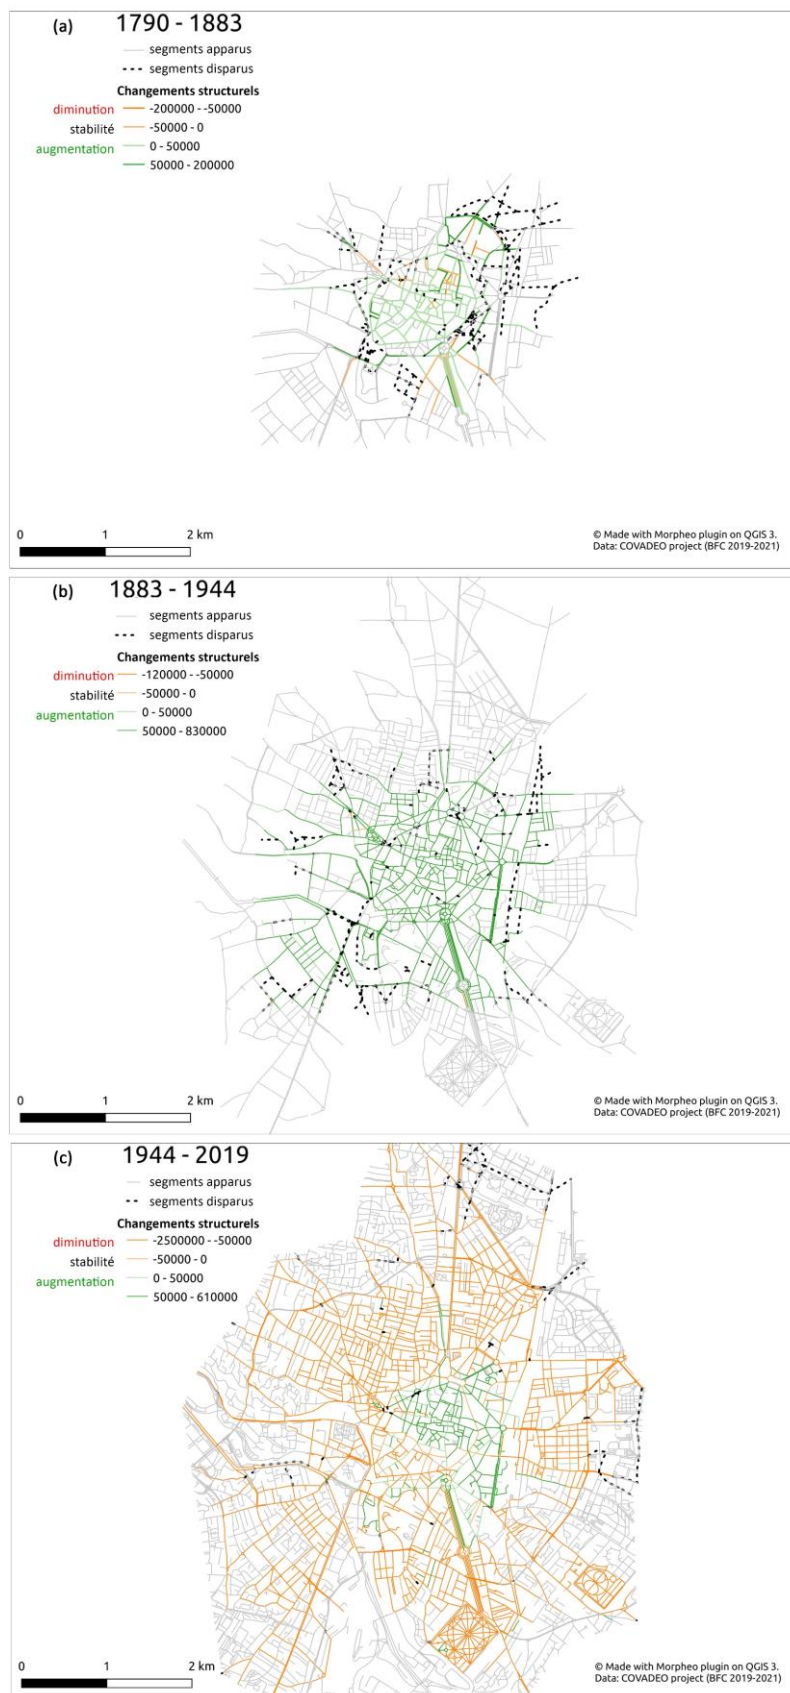 (a) 1790 - 1883
segments apparus
segments disparus
Changements structurels
diminution -200000 - -50000
stabilité -50000 - 0
augmentation 0 - 50000
50000 - 200000
0 1 2 km
© Made with Morpheo plugin on QGIS 3.
Data: COVADEO project (BFC 2019-2021)
(b) 1883 - 1944
segments apparus
segments disparus
Changements structurels
diminution -120000 - -50000
stabilité -50000 - 0
augmentation 0 - 50000
50000 - 830000
0 1 2 km
© Made with Morpheo plugin on QGIS 3.
Data: COVADEO project (BFC 2019-2021)
(c) 1944 - 2019
segments apparus
segments disparus
Changements structurels
diminution -2500000 - -50000
stabilité -50000 - 0
augmentation 0 - 50000
50000 - 610000
0 1 2 km
© Made with Morpheo plugin on QGIS 3.
Data: COVADEO project (BFC 2019-2021)